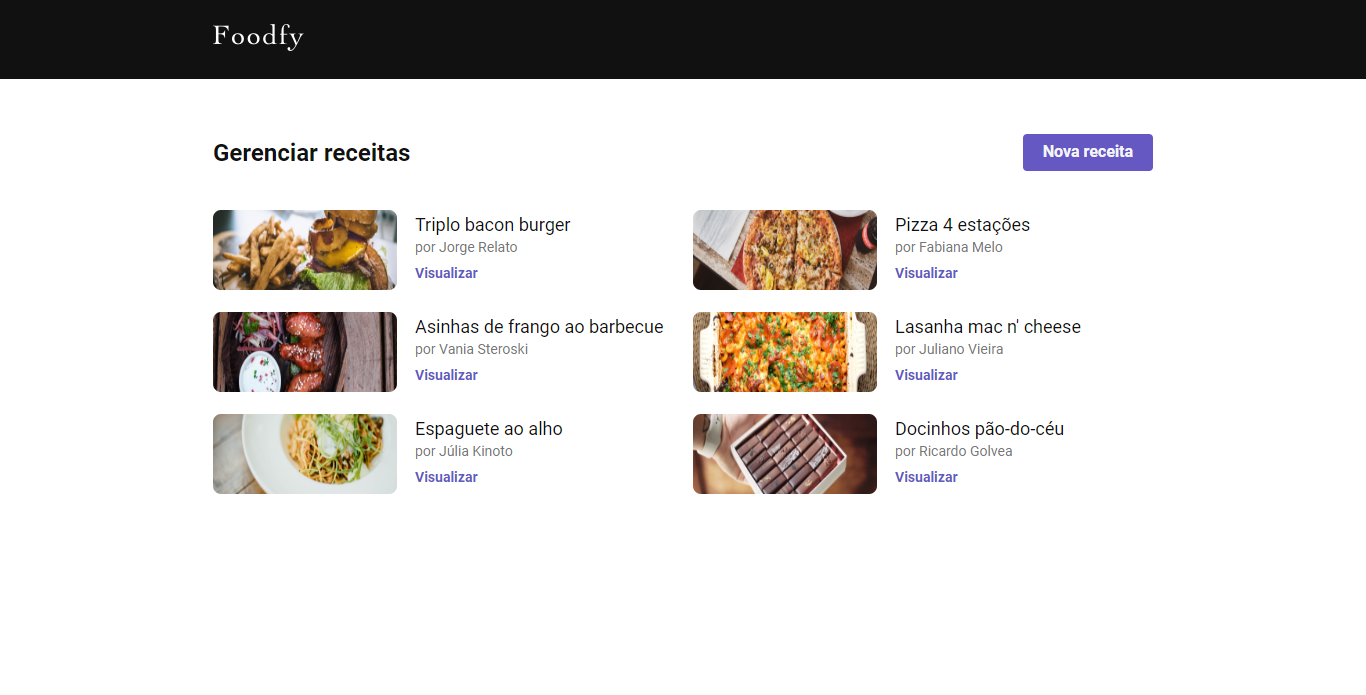 Foodfy
Gerenciar receitas
Nova receita
Triplo bacon burger
por Jorge Relato
Visualizar
Pizza 4 estações
por Fabiana Melo
Visualizar
Asinhas de frango ao barbecue
por Vania Steroski
Visualizar
Lasanha mac n' cheese
por Juliano Vieira
Visualizar
Espaguete ao alho
por Júlia Kinoto
Visualizar
Docinhos pão-do-céu
por Ricardo Golvea
Visualizar